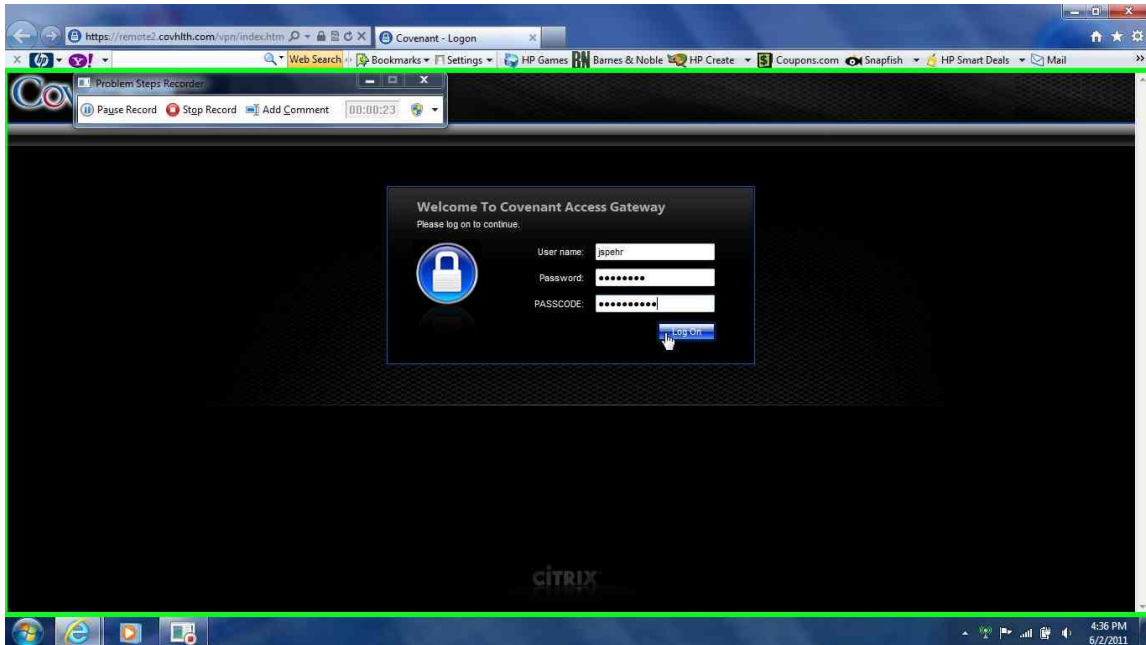 https://remote2.covhlth.com/vpn/index.htm
Covenant - Logon
Web Search Bookmarks Settings HP Games BN Barnes & Noble HP Create Coupons.com Snapfish HP Smart Deals Mail
Problem Steps Recorder
Pause Record Stop Record Add Comment 00:00:23
Welcome To Covenant Access Gateway
Please log on to continue.
User name: jspehr
Password: ••••••••
PASSCODE: ••••••••••
Log On
CİTRIX
4:36 PM
6/2/2011